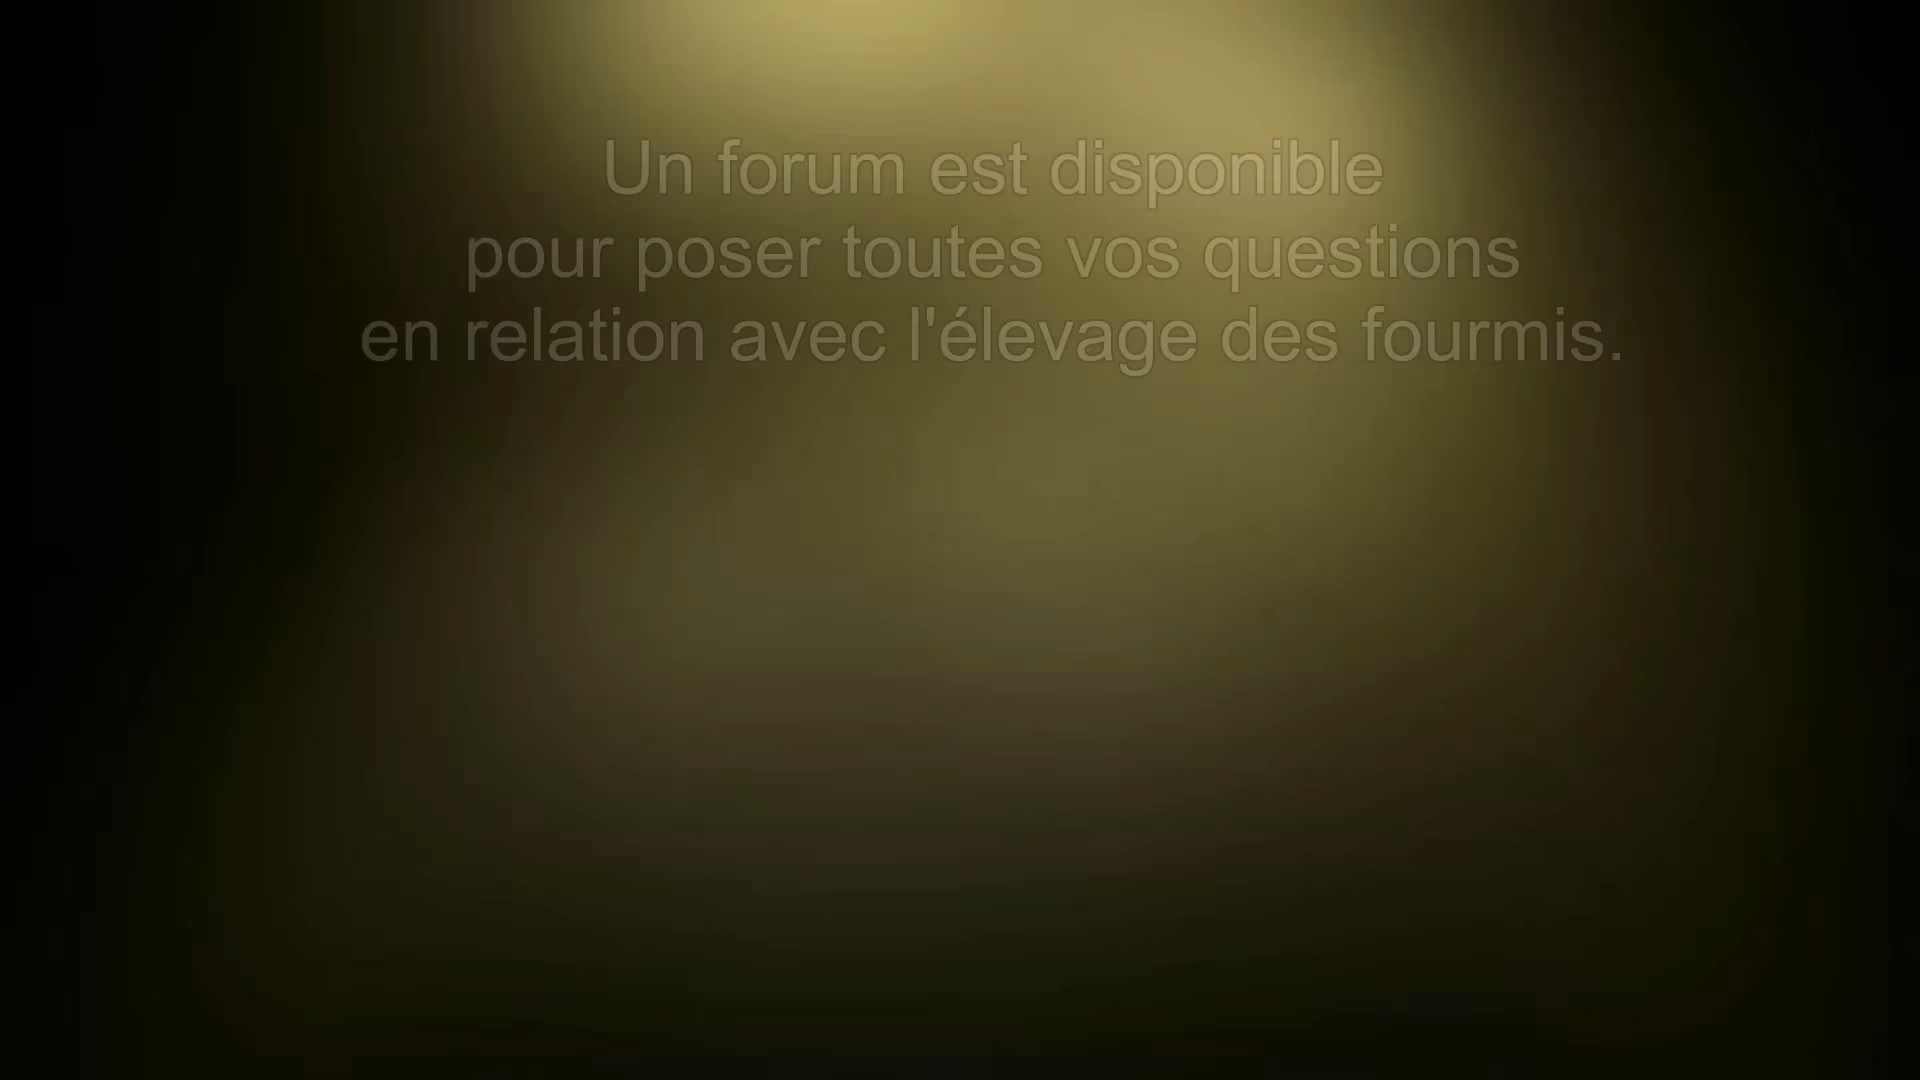 Un forum est disponible
pour poser toutes vos questions
en relation avec l'élevage des fourmis.